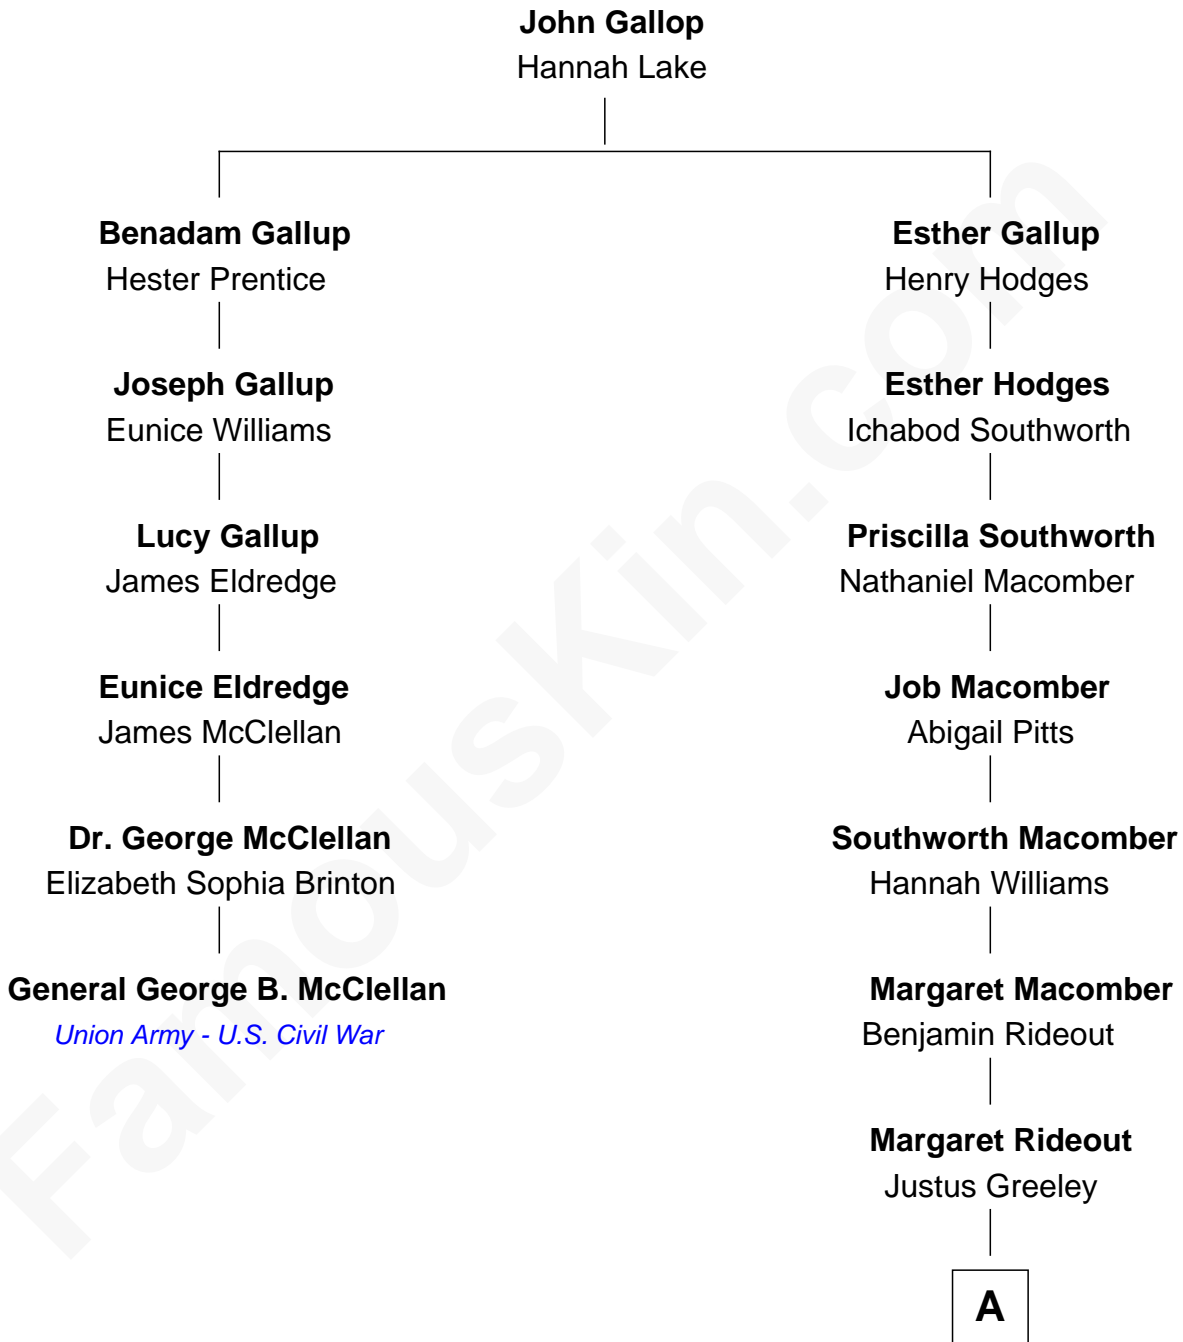 John Gallop
Hannah Lake
Benadam Gallup
Hester Prentice
Joseph Gallup
Eunice Williams
Lucy Gallup
James Eldredge
Eunice Eldredge
James McClellan
Dr. George McClellan
Elizabeth Sophia Brinton
General George B. McClellan
Union Army - U.S. Civil War
Esther Gallup
Henry Hodges
Esther Hodges
Ichabod Southworth
Priscilla Southworth
Nathaniel Macomber
Job Macomber
Abigail Pitts
Southworth Macomber
Hannah Williams
Margaret Macomber
Benjamin Rideout
Margaret Rideout
Justus Greeley
A
FamousKin.com